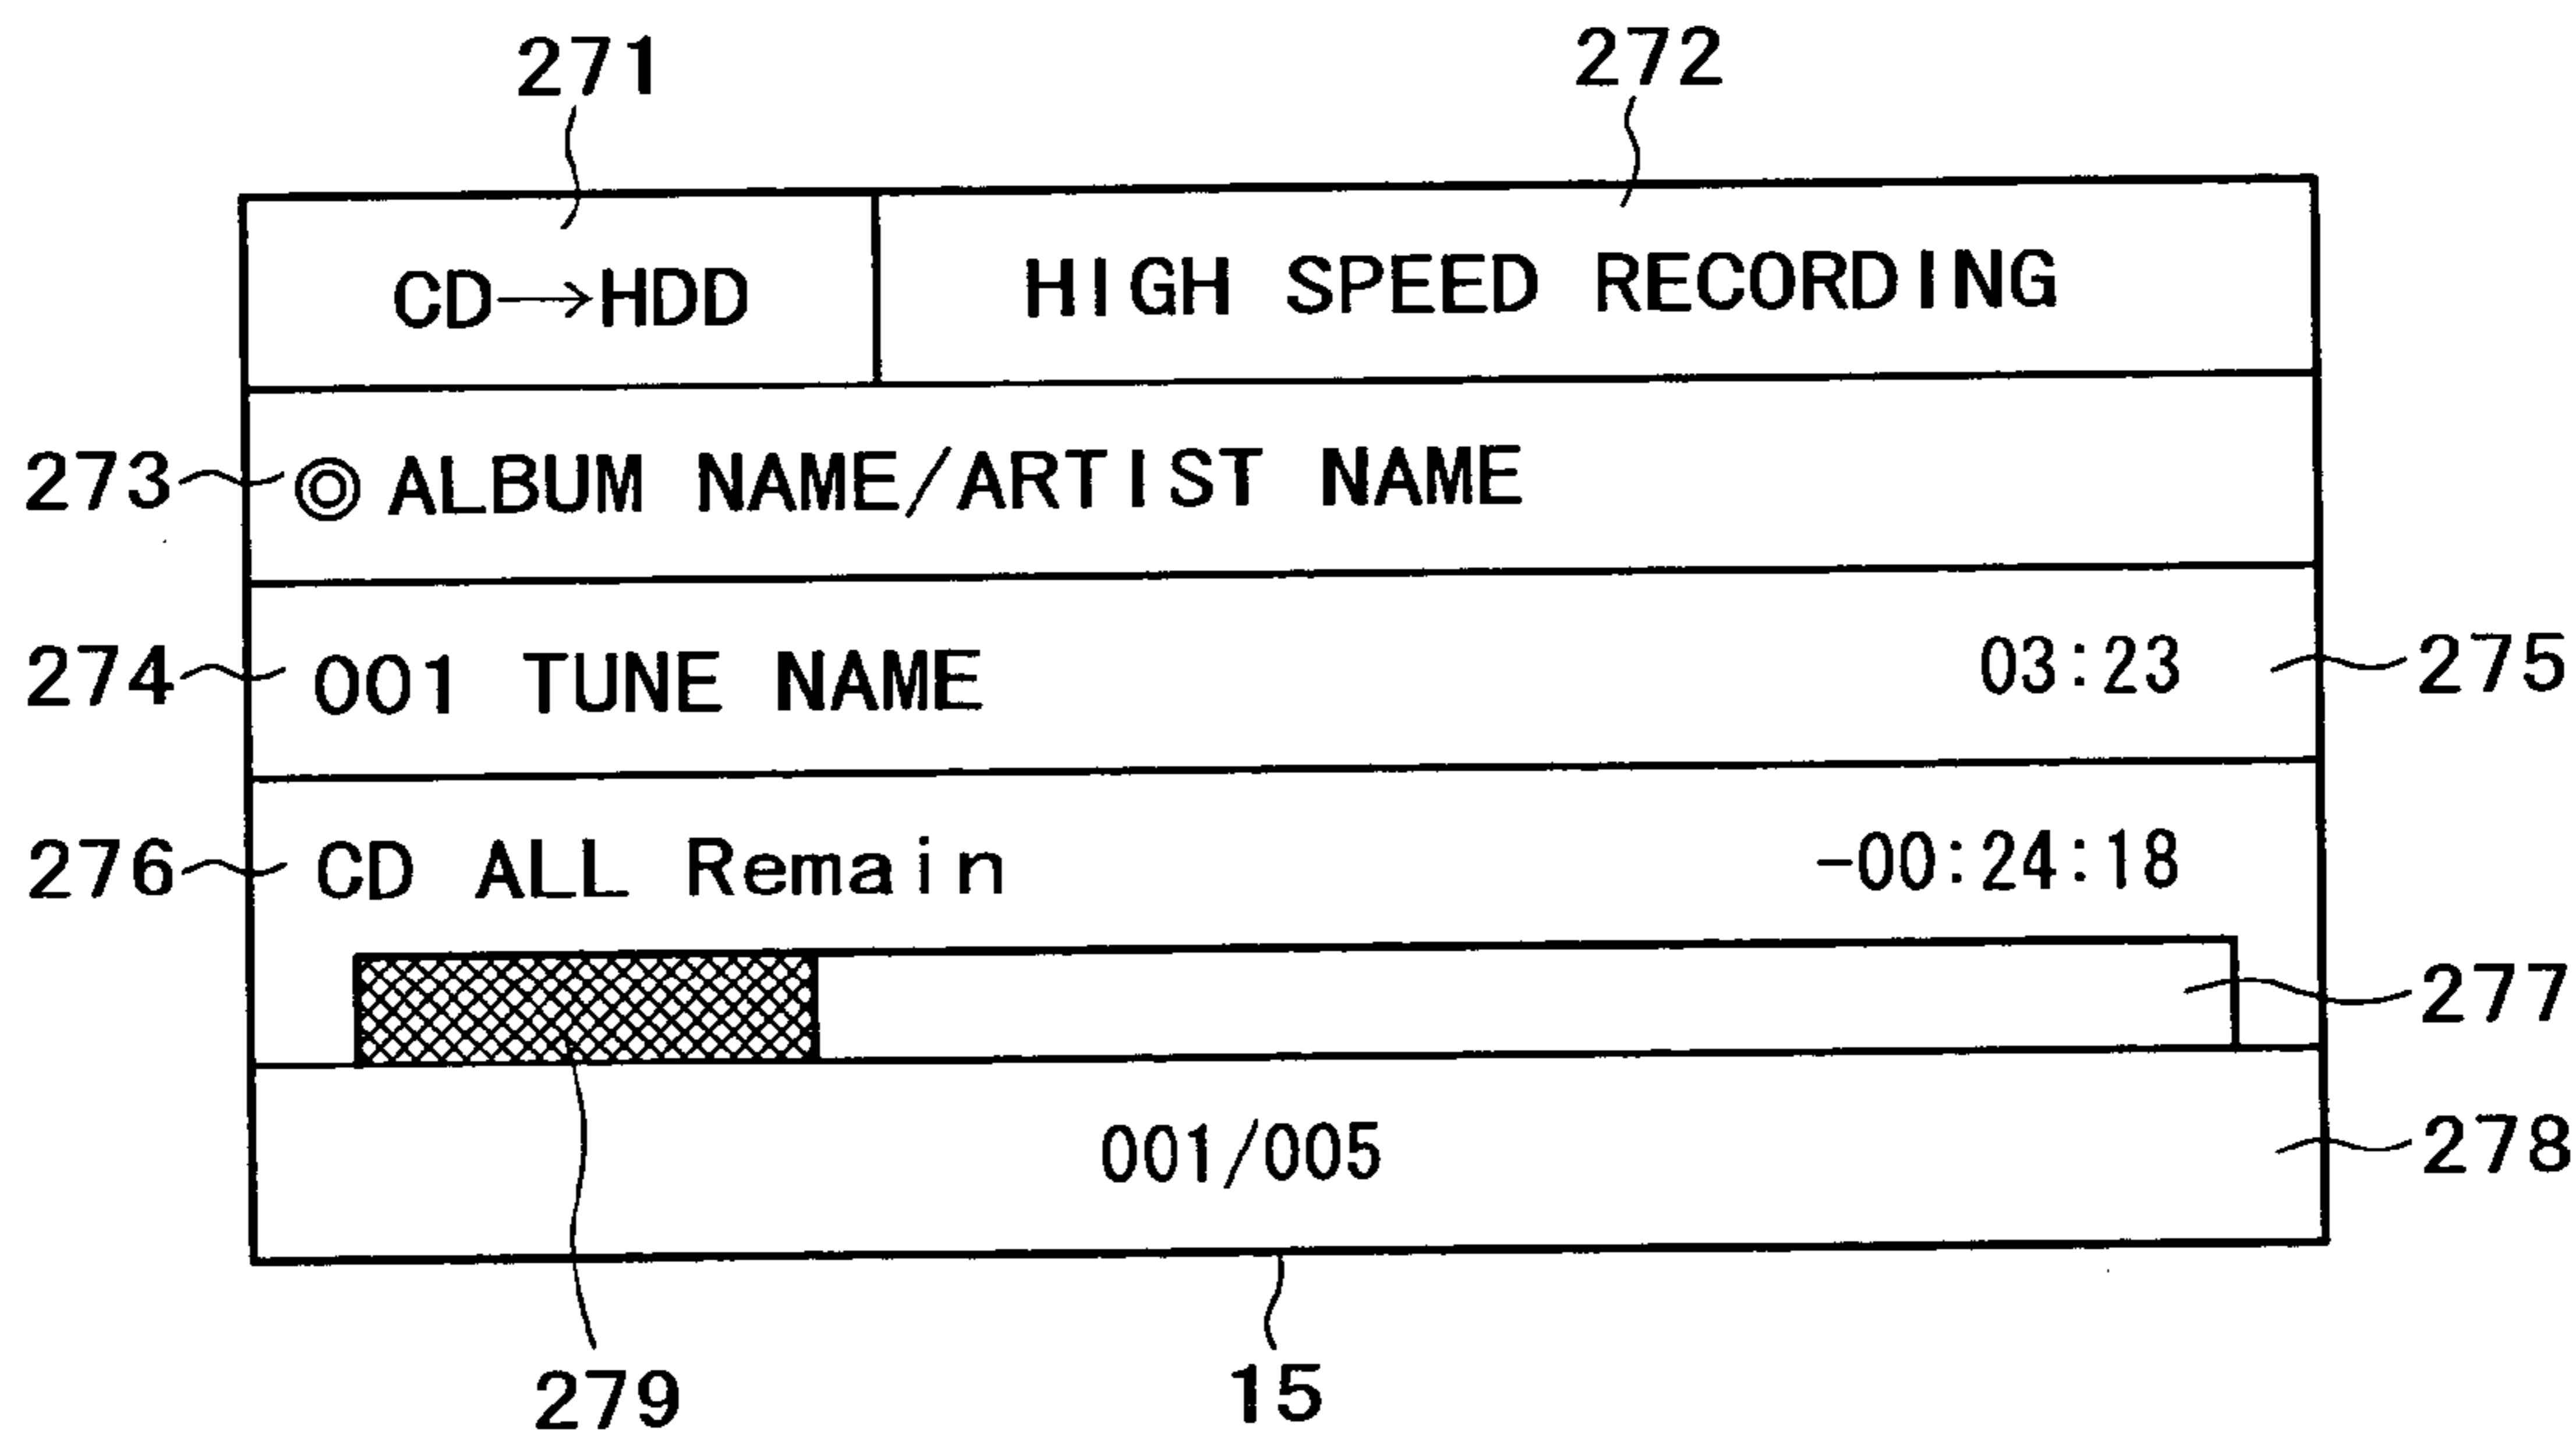 271
272
CD→HDD
HIGH SPEED RECORDING
273
◎ ALBUM NAME/ARTIST NAME
274
001 TUNE NAME
03:23
275
276
CD ALL Remain
-00:24:18
277
001/005
278
279
15